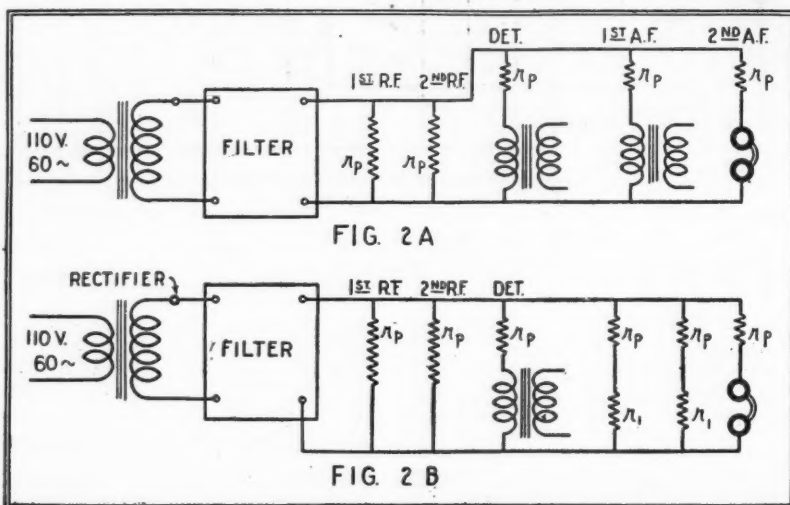 DET. 1ST A.F. 2ND A.F.
1ST R.F. 2ND R.F. rp rp rp
110 V. 60~
FILTER
rp rp
FIG. 2A
RECTIFIER
1ST R.F. 2ND R.F. DET.
110 V. 60~
FILTER
rp rp rp rp rp rp
r1 r1
FIG. 2 B